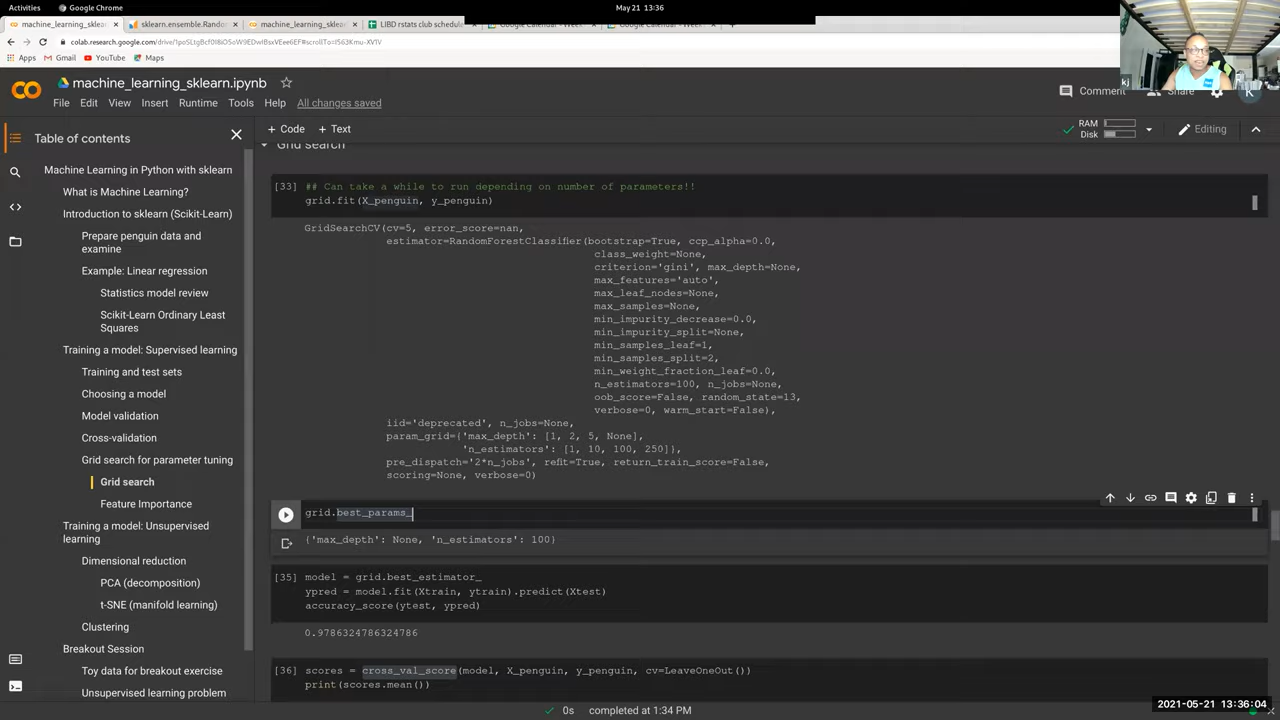 Activities
Google Chrome
May 21 13:36
machine_learning_skle
sklearn.ensemble.Rando
machine_learning_skle
LIBD rstats club schedul
Google Calendar - Week
Google Calendar - Week
Apps
Gmail
YouTube
Maps
kj
machine_learning_sklearn.ipynb
File Edit View Insert Runtime Tools Help All changes saved
Comment
Share
K
Table of contents
+ Code + Text
RAM
Disk
Editing
Machine Learning in Python with sklearn
What is Machine Learning?
Introduction to sklearn (Scikit-Learn)
Prepare penguin data and
examine
Example: Linear regression
Statistics model review
Scikit-Learn Ordinary Least
Squares
Training a model: Supervised learning
Training and test sets
Choosing a model
Model validation
Cross-validation
Grid search for parameter tuning
Grid search
Feature Importance
Training a model: Unsupervised
learning
Dimensional reduction
PCA (decomposition)
t-SNE (manifold learning)
Clustering
Breakout Session
Toy data for breakout exercise
Unsupervised learning problem
Grid search
[33] ## Can take a while to run depending on number of parameters!!
grid.fit(X_penguin, y_penguin)
GridSearchCV(cv=5, error_score=nan,
estimator=RandomForestClassifier(bootstrap=True, ccp_alpha=0.0,
class_weight=None,
criterion='gini', max_depth=None,
max_features='auto',
max_leaf_nodes=None,
max_samples=None,
min_impurity_decrease=0.0,
min_impurity_split=None,
min_samples_leaf=1,
min_samples_split=2,
min_weight_fraction_leaf=0.0,
n_estimators=100, n_jobs=None,
oob_score=False, random_state=13,
verbose=0, warm_start=False),
iid='deprecated', n_jobs=None,
param_grid={'max_depth': [1, 2, 5, None],
'n_estimators': [1, 10, 100, 250]},
pre_dispatch='2*n_jobs', refit=True, return_train_score=False,
scoring=None, verbose=0)
grid.best_params_
{'max_depth': None, 'n_estimators': 100}
[35] model = grid.best_estimator_
ypred = model.fit(Xtrain, ytrain).predict(Xtest)
accuracy_score(ytest, ypred)
0.9786324786324786
[36] scores = cross_val_score(model, X_penguin, y_penguin, cv=LeaveOneOut())
print(scores.mean())
0s completed at 1:34 PM
2021-05-21 13:36:04